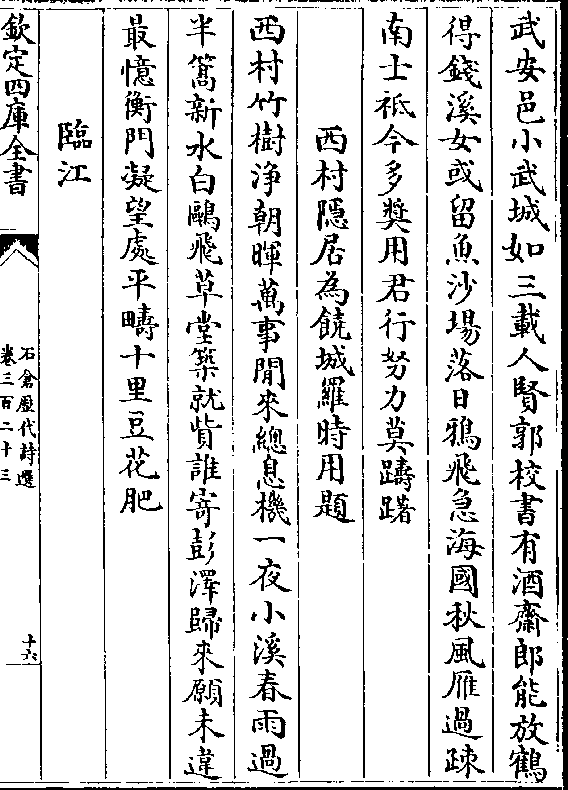 武安邑小武城如三載人賢郭校書有酒齋郎能放鶴
得錢溪女或留魚沙場落日鴉飛急海國秋風雁過踈
南士祗今多奬用君行努力莫躊躇
西村隠居為饒城羅時用題
西村竹樹浄朝暉萬事閒來總息機一夜小溪春雨過
半篙新水白鷗飛草堂築就貲誰寄彭澤歸來願未違
最憶衡門凝望處平疇十里豆花肥
臨江
欽定四庫全書
石倉歴代詩選
卷三百二十三
十六